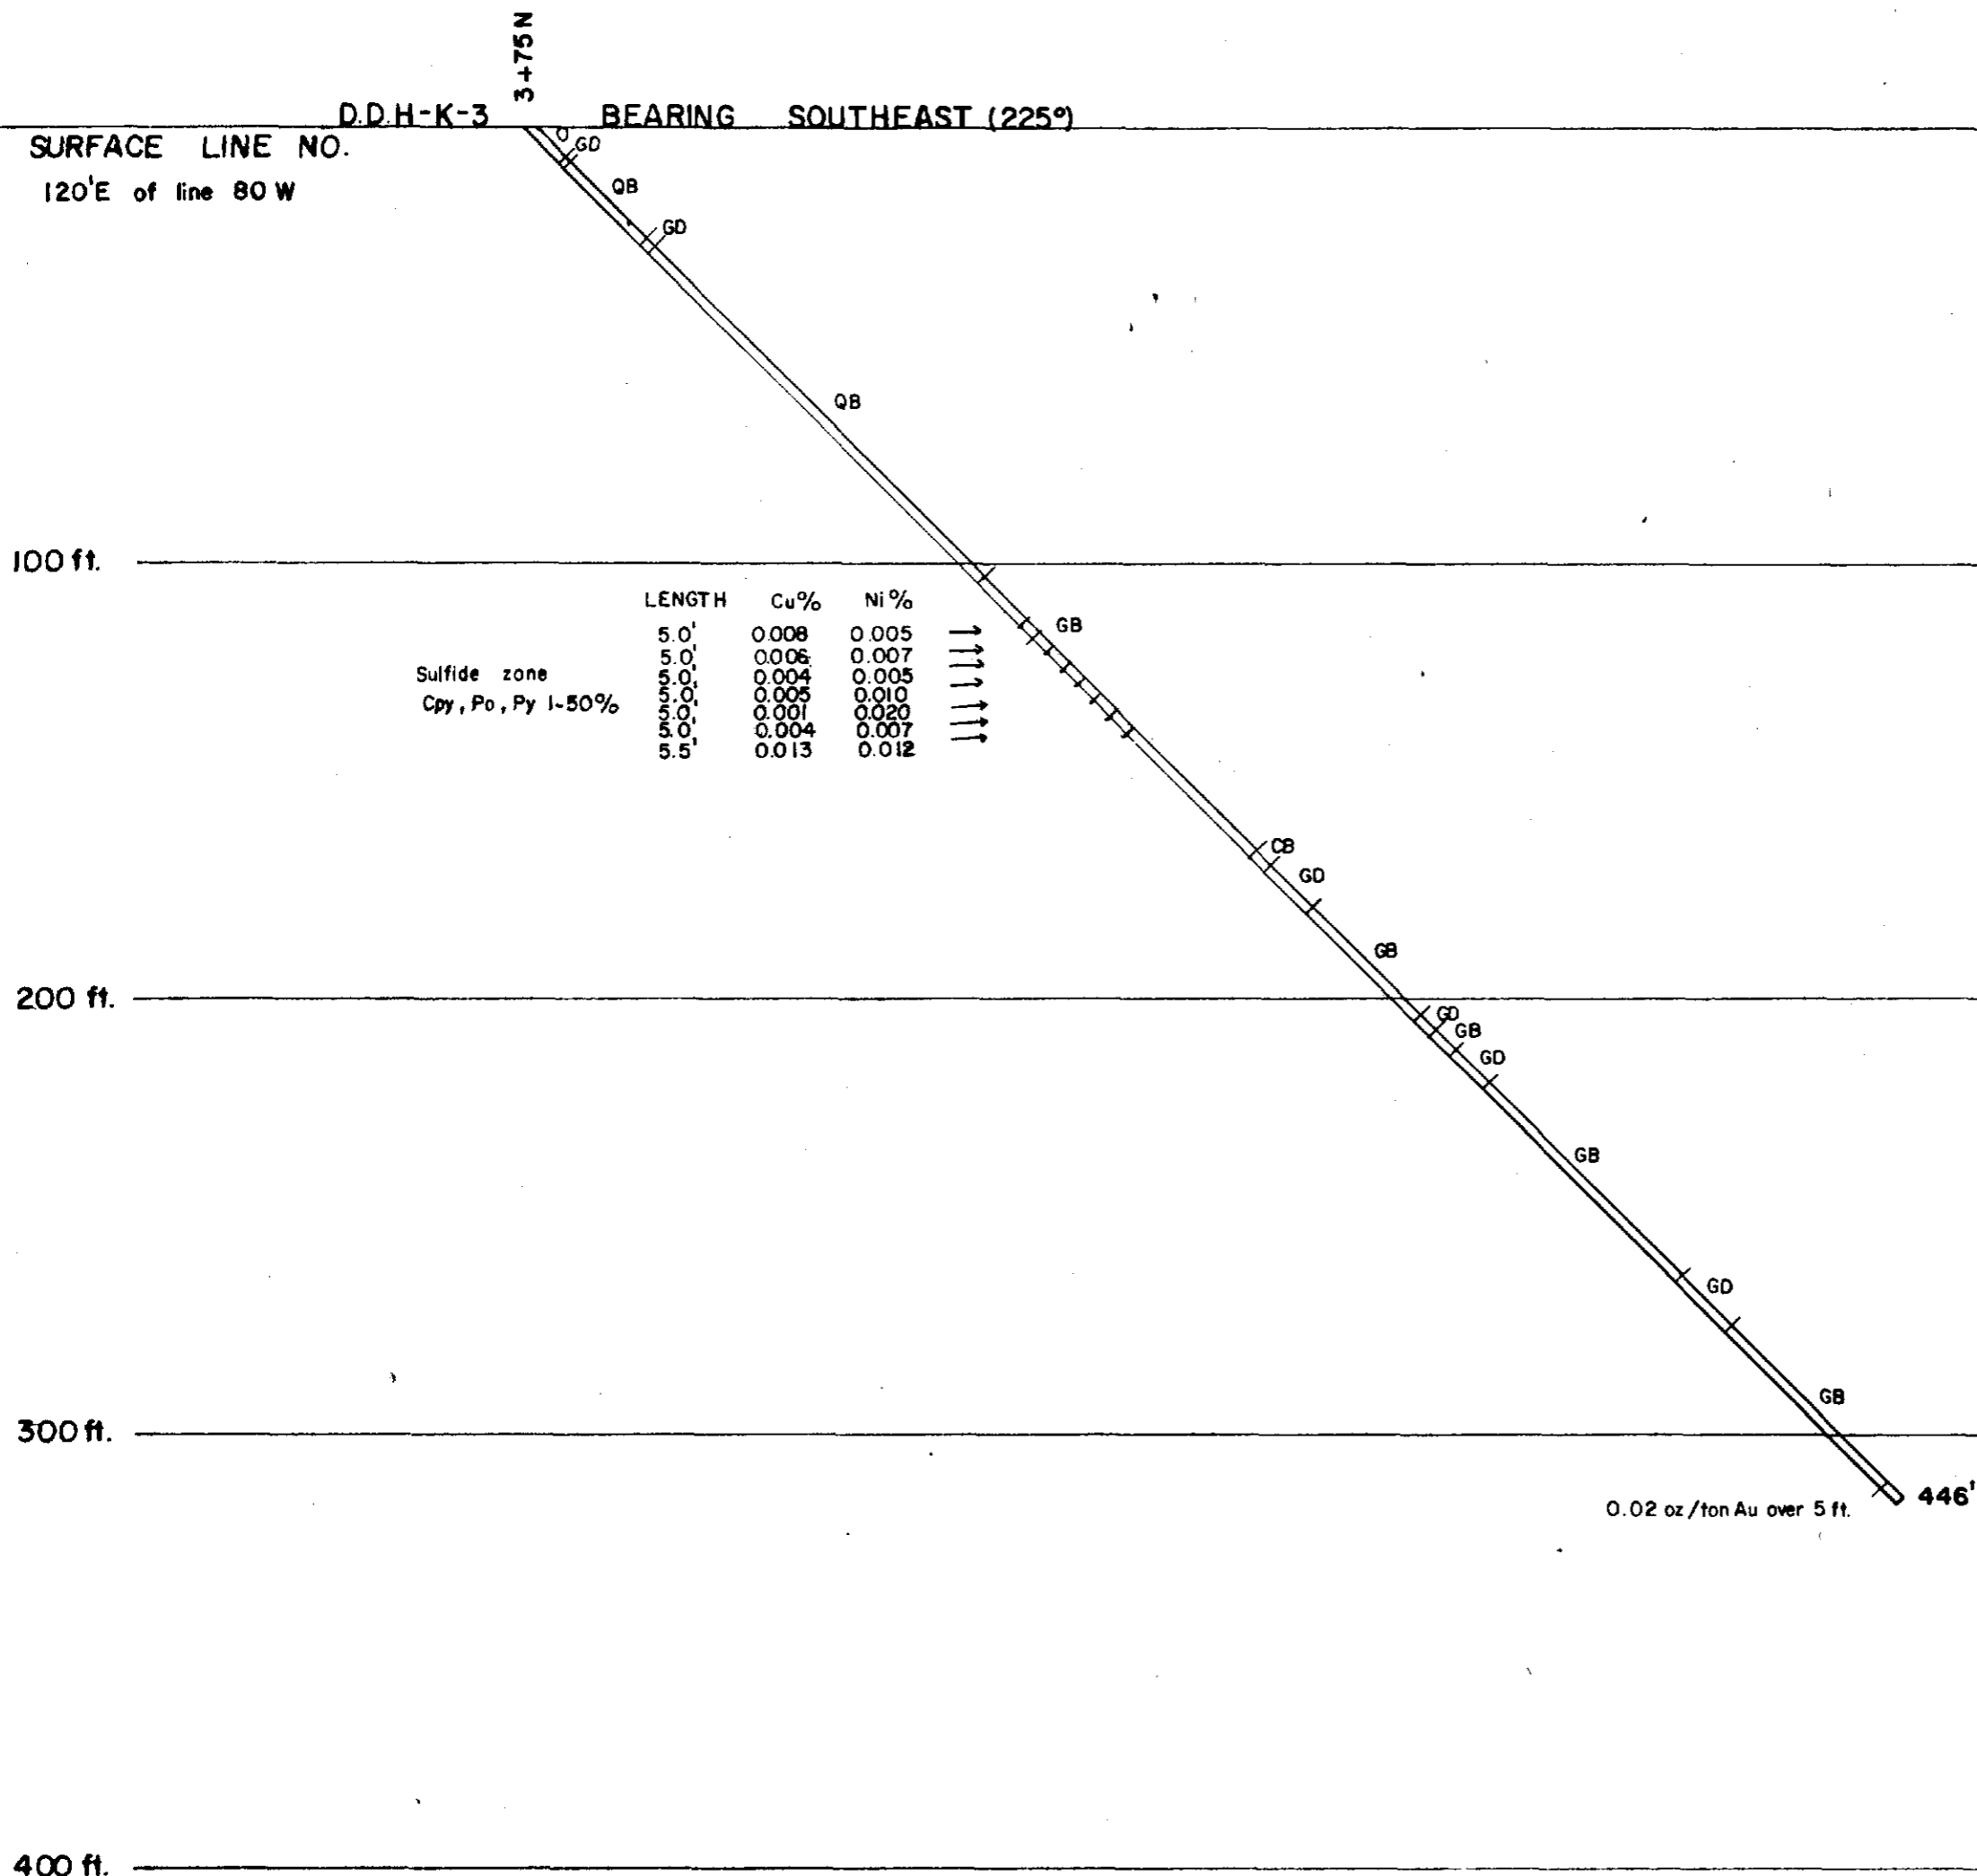 3+75N
D.D.H-K-3 BEARING SOUTHEAST (225°)
SURFACE LINE NO.
120'E of line 80 W
O
GD
QB
GD
QB
100 ft.
LENGTH Cu% Ni%
5.0' 0.008 0.005
5.0' 0.006 0.007
5.0' 0.004 0.005
5.0' 0.005 0.010
5.0' 0.001 0.020
5.0' 0.004 0.007
5.5' 0.013 0.012
Sulfide zone
Cpy, Po, Py 1-50%
GB
CB
GD
GB
200 ft.
GD
GB
GD
GB
GD
GB
300 ft.
446'
0.02 oz/ton Au over 5 ft.
400 ft.